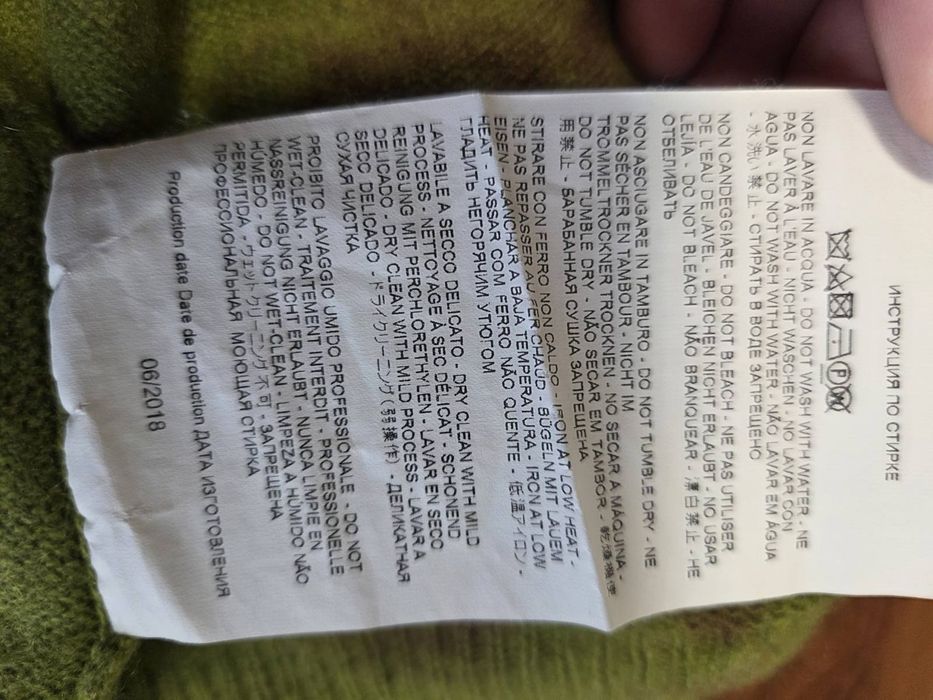 ИНСТРУКЦИЯ ПО СТИРКЕ
NON LAVARE IN ACQUA - DO NOT WASH WITH WATER - NE
PAS LAVER À L'EAU - NICHT WASCHEN - NO LAVAR CON
AGUA - DO NOT WASH WITH WATER - NÃO LAVAR EM ÁGUA
- 水洗い禁止 - СТИРАТЬ В ВОДЕ ЗАПРЕЩЕНО
NON CANDEGGIARE - DO NOT BLEACH - NE PAS UTILISER
DE L'EAU DE JAVEL - BLEICHEN NICHT ERLAUBT - NO USAR
LEJIA - DO NOT BLEACH - NÃO BRANQUEAR - 漂白禁止 - НЕ
ОТБЕЛИВАТЬ
NON ASCIUGARE IN TAMBURO - DO NOT TUMBLE DRY - NE
PAS SÉCHER EN TAMBOUR - NICHT IM
TROMMELTROCKNER TROCKNEN - NO SECAR A MÁQUINA -
DO NOT TUMBLE DRY - NÃO SECAR EM TAMBOR - 乾燥機使
用禁止 - БАРАБАННАЯ СУШКА ЗАПРЕЩЕНА
STIRARE CON FERRO NON CALDO - IRON AT LOW HEAT -
NE PAS REPASSER AU FER CHAUD - BÜGELN MIT LAUEM
EISEN - PLANCHAR A BAJA TEMPERATURA - IRON AT LOW
HEAT - PASSAR COM FERRO NÃO QUENTE - 低温アイロン -
ГЛАДИТЬ НЕГОРЯЧИМ УТЮГОМ
LAVABILE A SECCO DELICATO - DRY CLEAN WITH MILD
PROCESS - NETTOYAGE À SEC DÉLICAT - SCHONEND
REINIGUNG MIT PERCHLORETHYLEN - LAVAR EN SECO
DELICADO - DRY CLEAN WITH MILD PROCESS - LAVAR A
SECO DELICADO - ドライクリーニング(弱操作) - ДЕЛИКАТНАЯ
СУХАЯ ЧИСТКА
PROIBITO LAVAGGIO UMIDO PROFESSIONALE - DO NOT
WET-CLEAN - TRAITEMENT INTERDIT - PROFESSIONELLE
NASSREINIGUNG NICHT ERLAUBT - NUNCA LIMPIE EN
HÚMEDO - DO NOT WET-CLEAN - LIMPEZA A HUMIDO NÃO
PERMITIDA - ウェットクリーニング不可 - ЗАПРЕЩЕНА
ПРОФЕССИОНАЛЬНАЯ МОЮЩАЯ СТИРКА
Production date Date de production ДАТА ИЗГОТОВЛЕНИЯ
06/2018